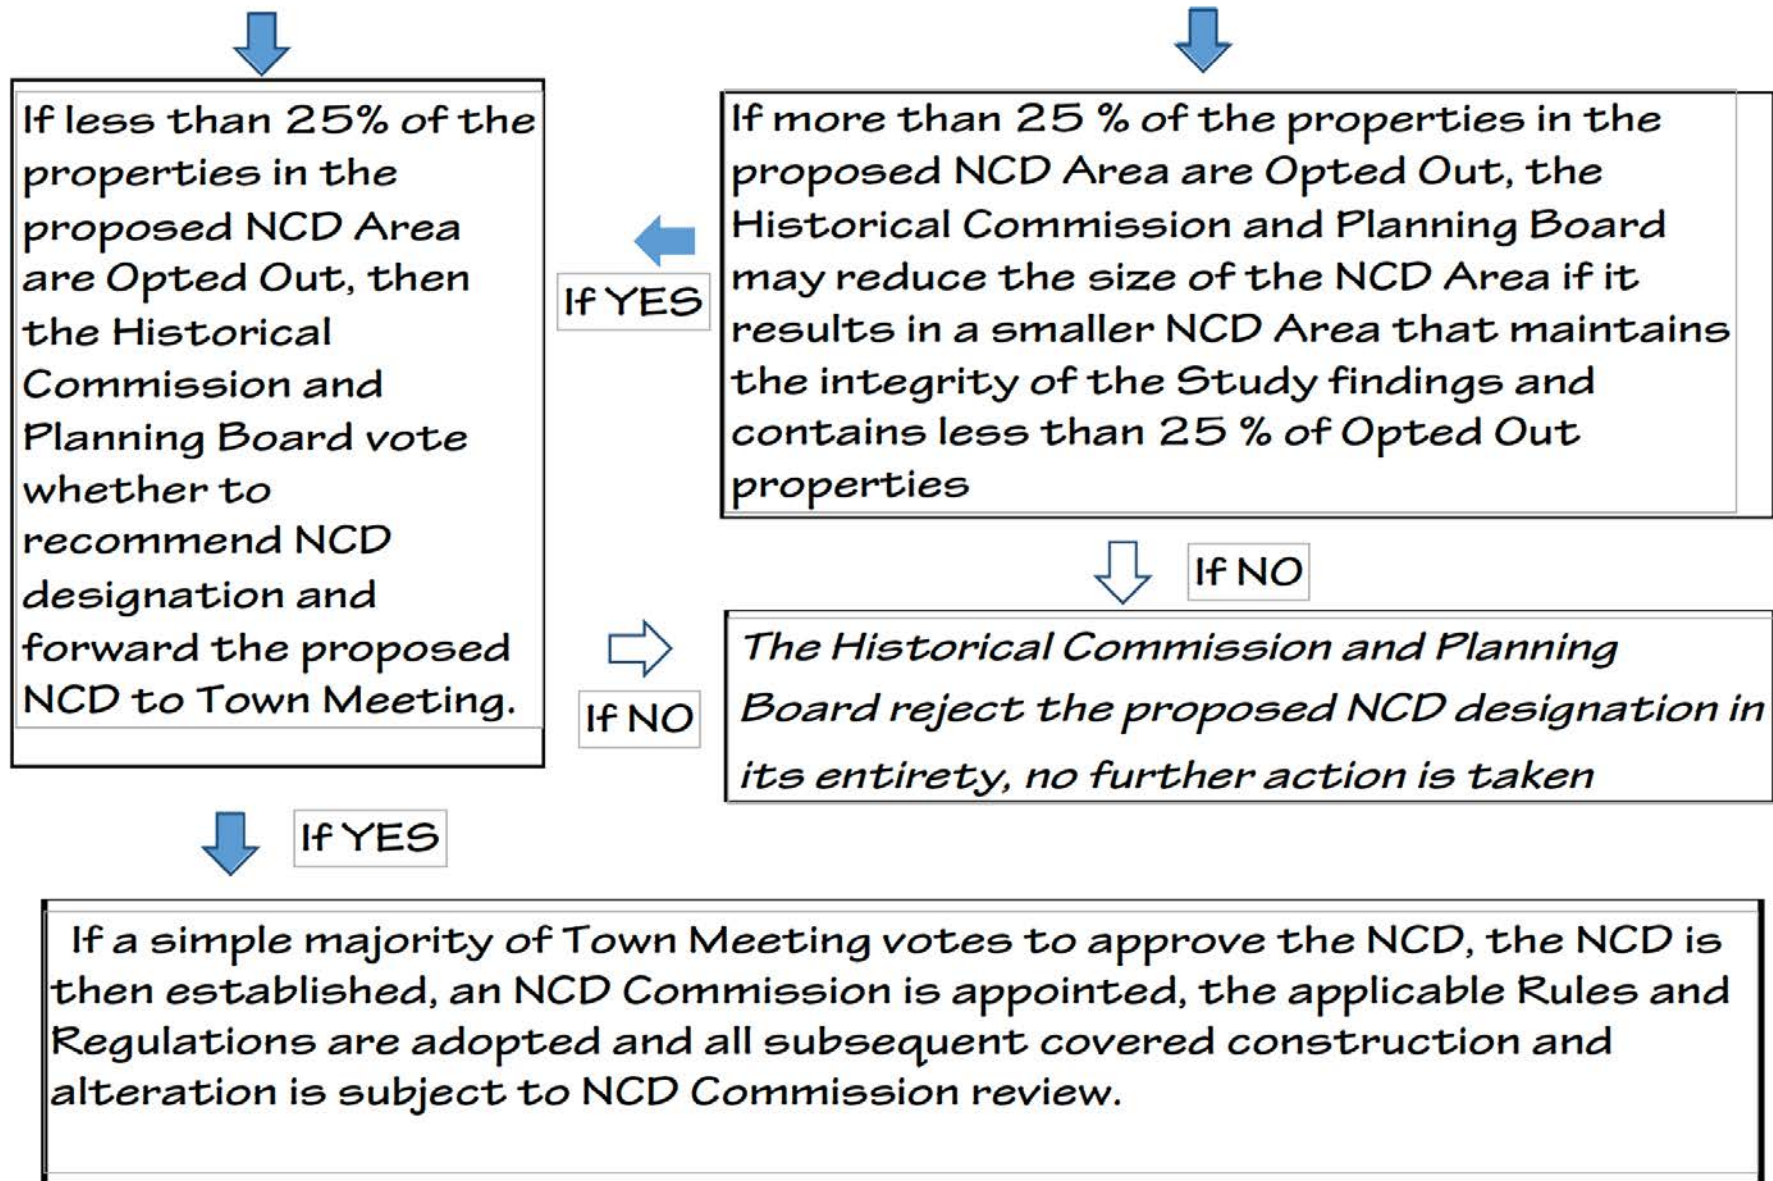 If less than 25% of the
properties in the
proposed NCD Area
are Opted Out, then
the Historical
Commission and
Planning Board vote
whether to
recommend NCD
designation and
forward the proposed
NCD to Town Meeting.
If YES
If more than 25 % of the properties in the
proposed NCD Area are Opted Out, the
Historical Commission and Planning Board
may reduce the size of the NCD Area if it
results in a smaller NCD Area that maintains
the integrity of the Study findings and
contains less than 25 % of Opted Out
properties
If NO
If NO
The Historical Commission and Planning
Board reject the proposed NCD designation in
its entirety, no further action is taken
If YES
If a simple majority of Town Meeting votes to approve the NCD, the NCD is
then established, an NCD Commission is appointed, the applicable Rules and
Regulations are adopted and all subsequent covered construction and
alteration is subject to NCD Commission review.